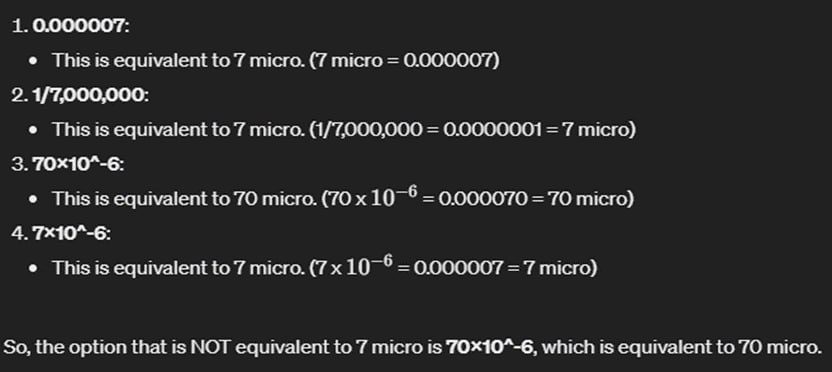 1. 0.000007:
• This is equivalent to 7 micro. (7 micro = 0.000007)
2. 1/7,000,000:
• This is equivalent to 7 micro. (1/7,000,000 = 0.0000001 = 7 micro)
3. 70×10^-6:
• This is equivalent to 70 micro. (70 x 10⁻⁶ = 0.000070 = 70 micro)
4. 7×10^-6:
• This is equivalent to 7 micro. (7 x 10⁻⁶ = 0.000007 = 7 micro)
So, the option that is NOT equivalent to 7 micro is 70×10^-6, which is equivalent to 70 micro.